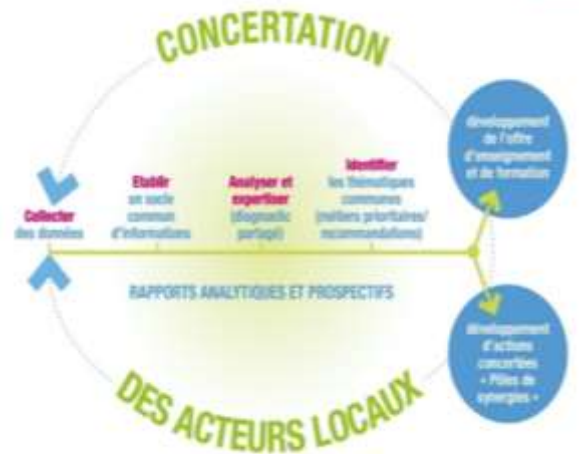 CONCERTATION
développement
de l'offre
d'enseignement
et de formation
Collecter
des données
Etablir
un socle
commun
d'informations
Analyser et
expertiser
(diagnostic
partagé)
Identifier
les thématiques
communes
(métiers prioritaires/
recommandations)
RAPPORTS ANALYTIQUES ET PROSPECTIFS
développement
d'actions
concertées
« Pôles de
synergies »
DES ACTEURS LOCAUX